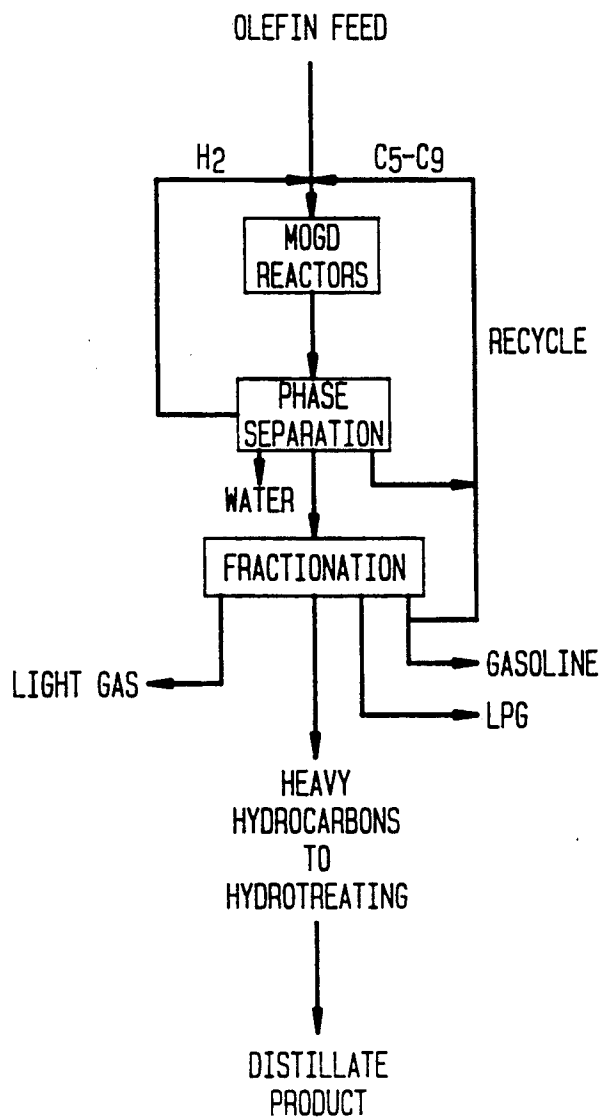 OLEFIN FEED
H2
C5-C9
MOGD
REACTORS
RECYCLE
PHASE
SEPARATION
WATER
FRACTIONATION
GASOLINE
LIGHT GAS
LPG
HEAVY
HYDROCARBONS
TO
HYDROTREATING
DISTILLATE
PRODUCT